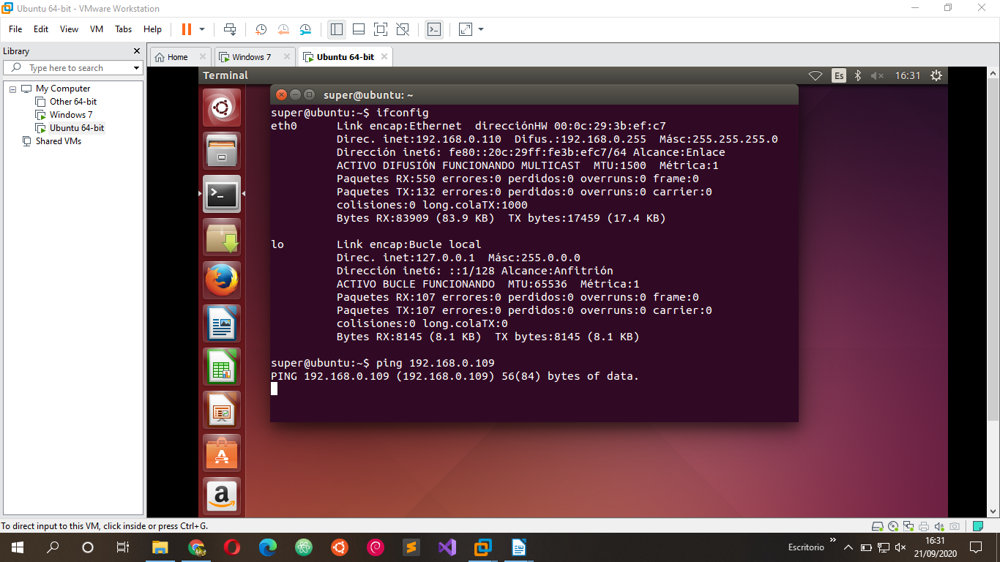 Ubuntu 64-bit - VMware Workstation
File Edit View VM Tabs Help
Library
Type here to search
My Computer
Other 64-bit
Windows 7
Ubuntu 64-bit
Shared VMs
Home
Windows 7
Ubuntu 64-bit
Terminal
Es
16:31
super@ubuntu: ~
super@ubuntu:~$ ifconfig
eth0      Link encap:Ethernet  direcciónHW 00:0c:29:3b:ef:c7
          Direc. inet:192.168.0.110  Difus.:192.168.0.255  Másc:255.255.255.0
          Dirección inet6: fe80::20c:29ff:fe3b:efc7/64 Alcance:Enlace
          ACTIVO DIFUSIÓN FUNCIONANDO MULTICAST  MTU:1500  Métrica:1
          Paquetes RX:550 errores:0 perdidos:0 overruns:0 frame:0
          Paquetes TX:132 errores:0 perdidos:0 overruns:0 carrier:0
          colisiones:0 long.colaTX:1000
          Bytes RX:83909 (83.9 KB)  TX bytes:17459 (17.4 KB)
lo        Link encap:Bucle local
          Direc. inet:127.0.0.1  Másc:255.0.0.0
          Dirección inet6: ::1/128 Alcance:Anfitrión
          ACTIVO BUCLE FUNCIONANDO  MTU:65536  Métrica:1
          Paquetes RX:107 errores:0 perdidos:0 overruns:0 frame:0
          Paquetes TX:107 errores:0 perdidos:0 overruns:0 carrier:0
          colisiones:0 long.colaTX:0
          Bytes RX:8145 (8.1 KB)  TX bytes:8145 (8.1 KB)
super@ubuntu:~$ ping 192.168.0.109
PING 192.168.0.109 (192.168.0.109) 56(84) bytes of data.
To direct input to this VM, click inside or press Ctrl+G.
Escritorio
16:31
21/09/2020